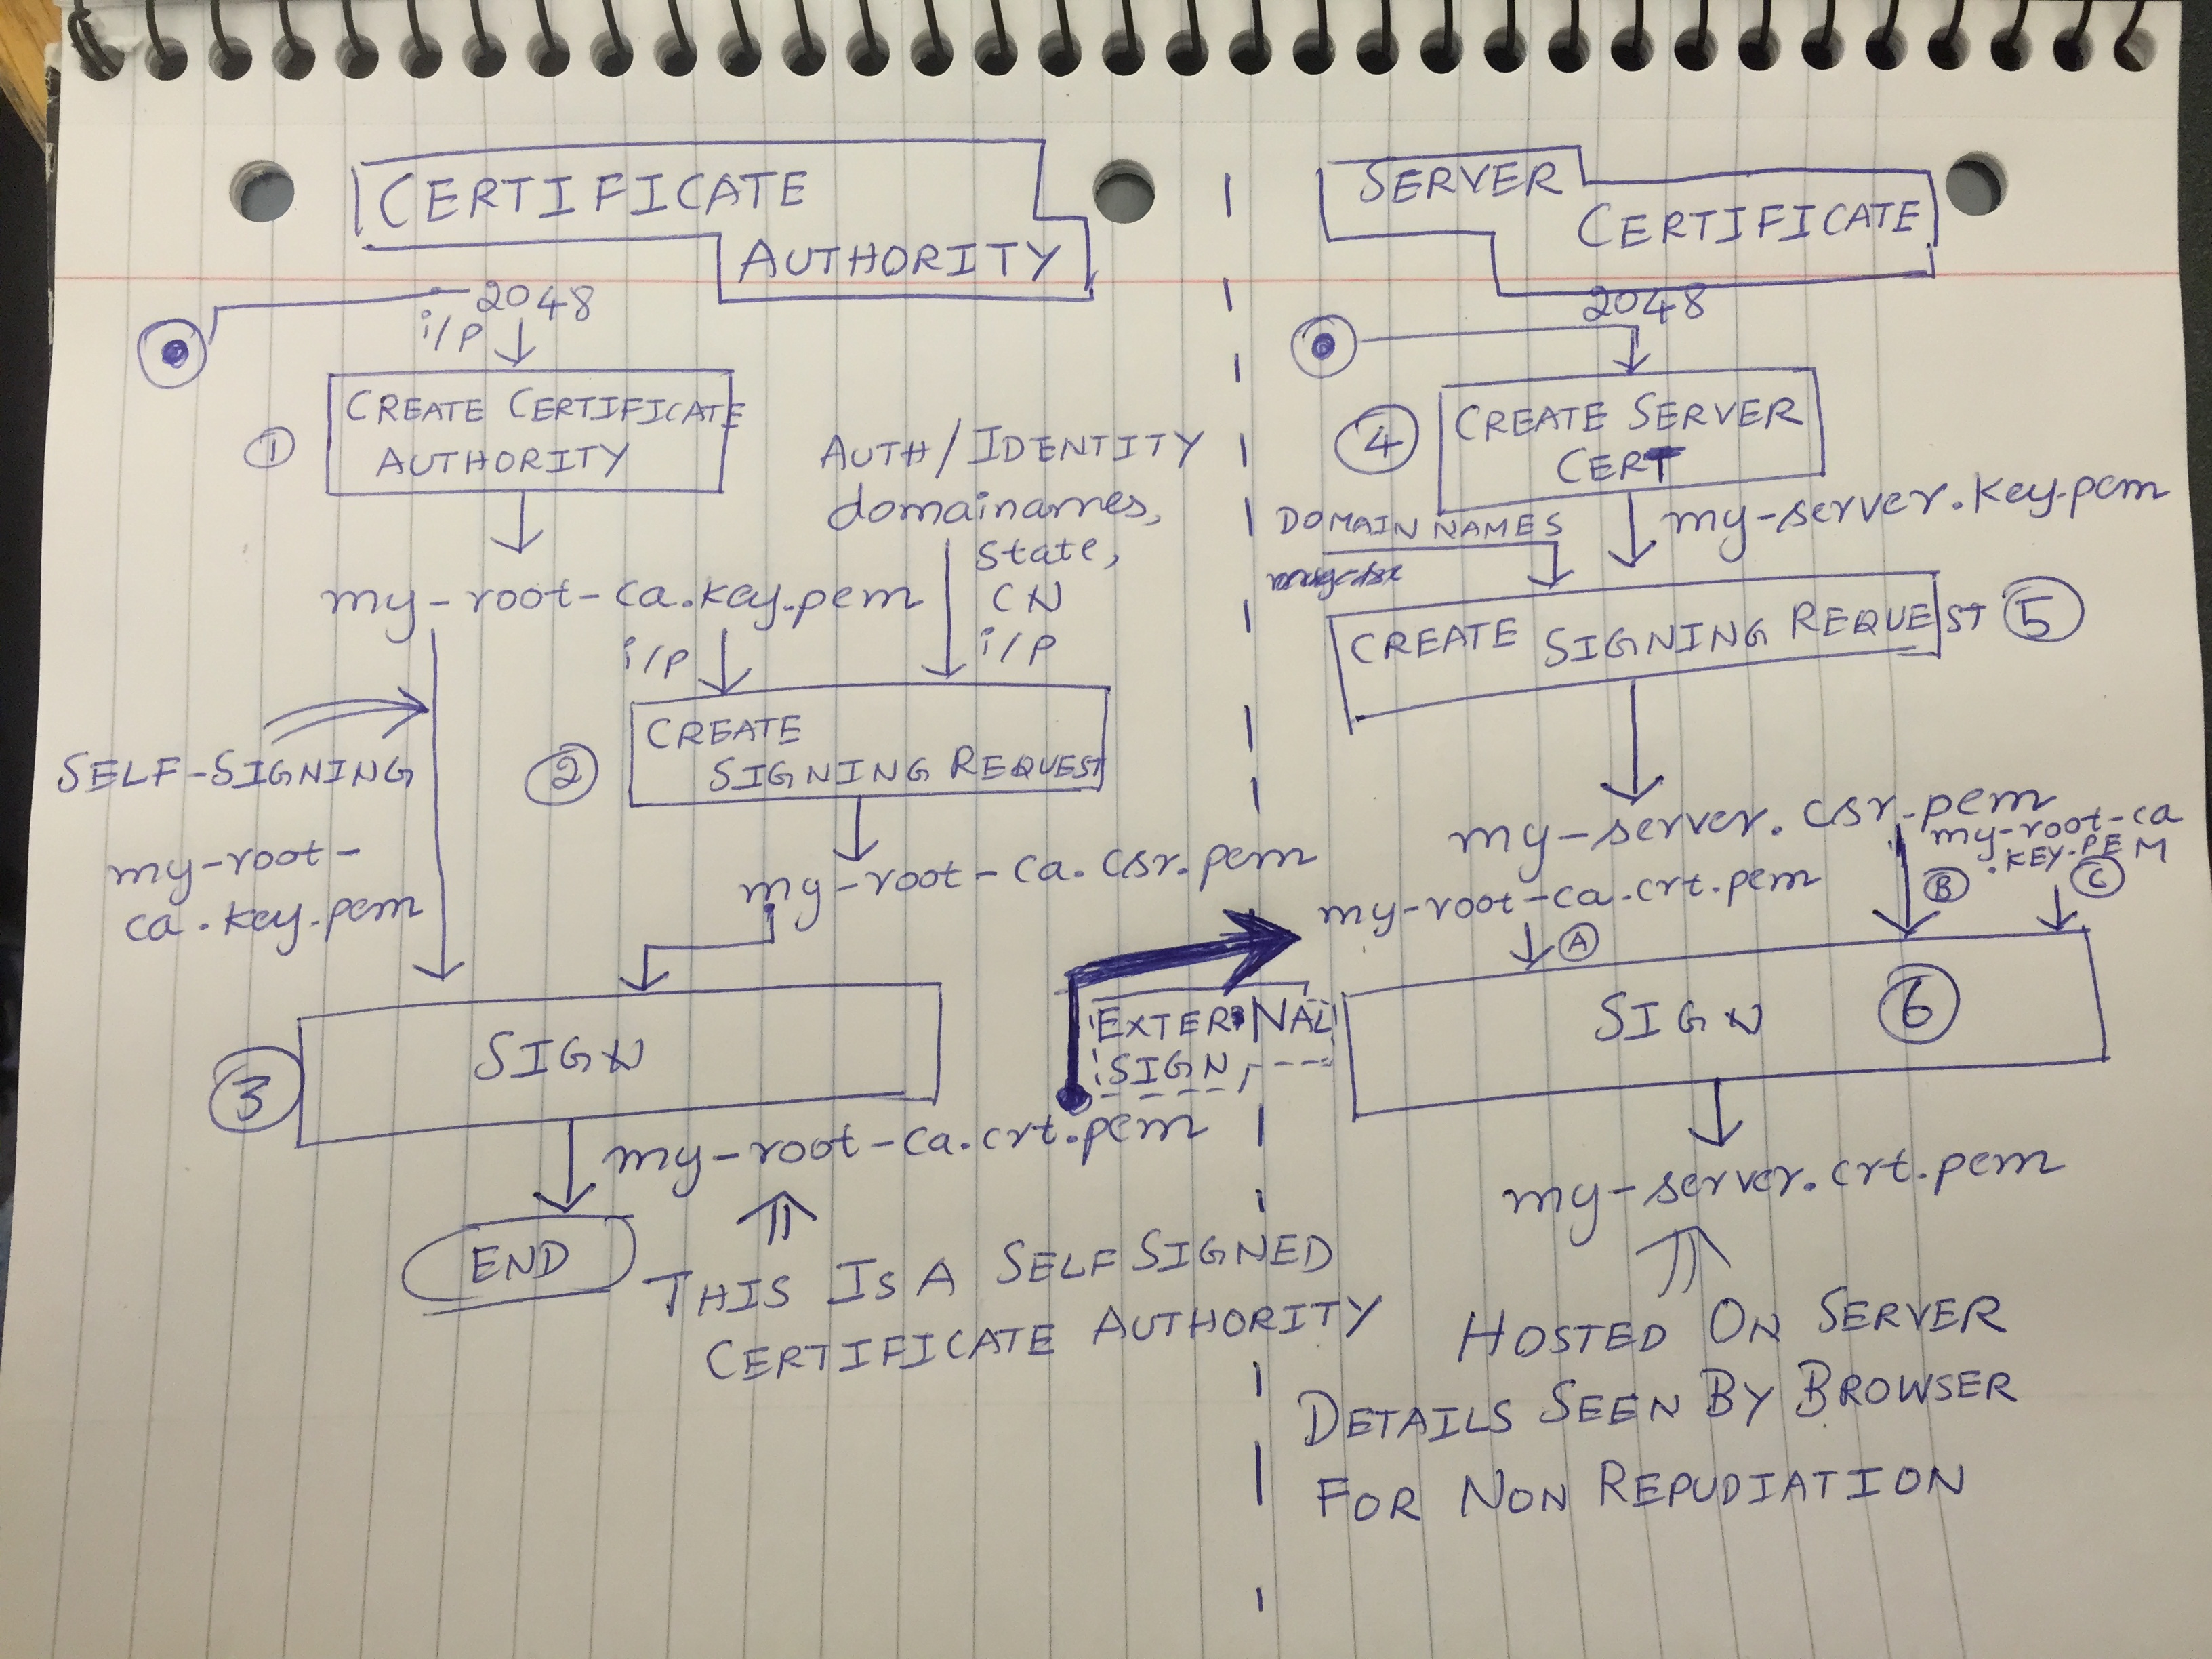 CERTIFICATE
AUTHORITY
2048
i/p
①
CREATE CERTIFICATE
AUTHORITY
AUTH/IDENTITY
domainames,
State,
CN
my-root-ca.key.pem
i/p
i/p
SELF-SIGNING
②
CREATE
SIGNING REQUEST
my-root-
ca.key.pem
my-root-ca.csr.pem
③
SIGN
EXTERNAL
SIGN
my-root-ca.crt.pem
END
THIS IS A SELF SIGNED
CERTIFICATE AUTHORITY
SERVER
CERTIFICATE
2048
④
CREATE SERVER
CERT
DOMAIN NAMES
my-server.key.pem
CREATE SIGNING REQUEST ⑤
my-server.csr.pem
my-root-ca
.KEY.PEM
my-root-ca.crt.pem
Ⓐ
Ⓑ
Ⓒ
SIGN ⑥
my-server.crt.pem
HOSTED ON SERVER
DETAILS SEEN BY BROWSER
FOR NON REPUDIATION